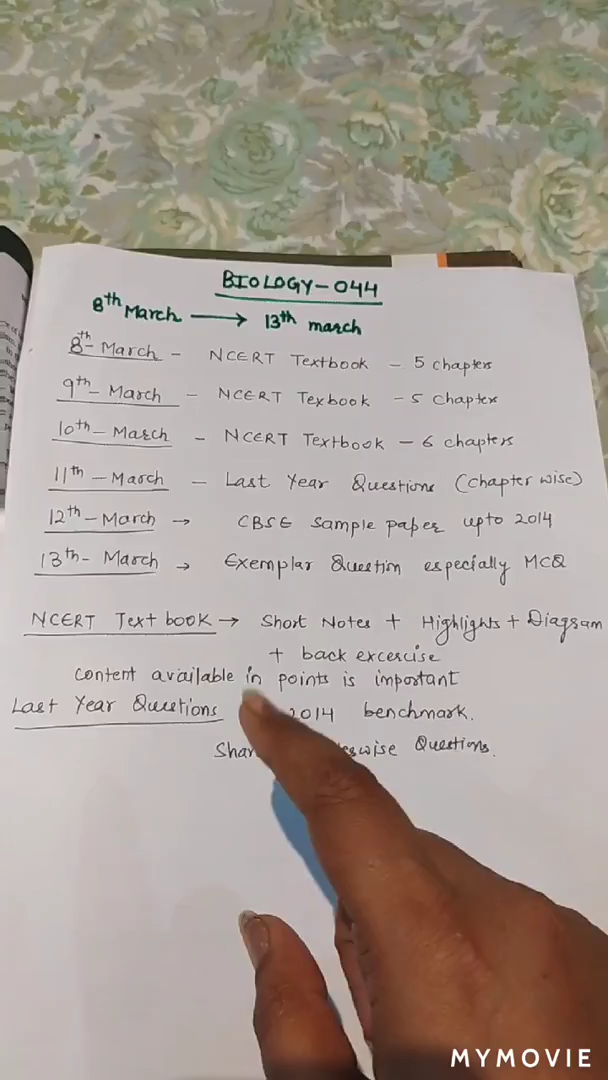 BIOLOGY-044
8th March → 13th march
8th - March - NCERT Textbook - 5 chapters
9th - March - NCERT Texbook - 5 Chapters
10th - March - NCERT Textbook - 6 chapters
11th - March - Last Year Questions (Chapter wise)
12th - March → CBSE Sample paper upto 2014
13th - March → Exemplar Question especially MCQ
NCERT Text book → Short Notes + Highlights + Diagram
+ back excercise
Content available in points is important
Last Year Questions 2014 benchmark.
Questions.
MYMOVIE